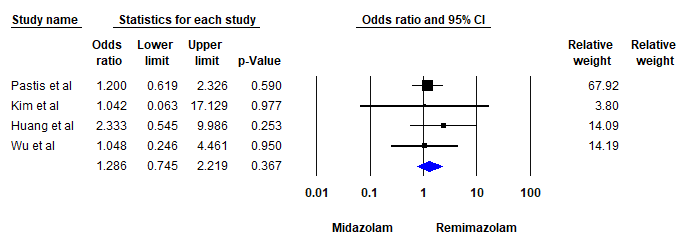 Study name Statistics for each study Odds ratio and 95% CI
Odds Lower Upper Relative Relative
ratio limit limit p-Value weight weight
Pastis et al 1.200 0.619 2.326 0.590 67.92
Kim et al 1.042 0.063 17.129 0.977 3.80
Huang et al 2.333 0.545 9.986 0.253 14.09
Wu et al 1.048 0.246 4.461 0.950 14.19
1.286 0.745 2.219 0.367
0.01 0.1 1 10 100
Midazolam Remimazolam